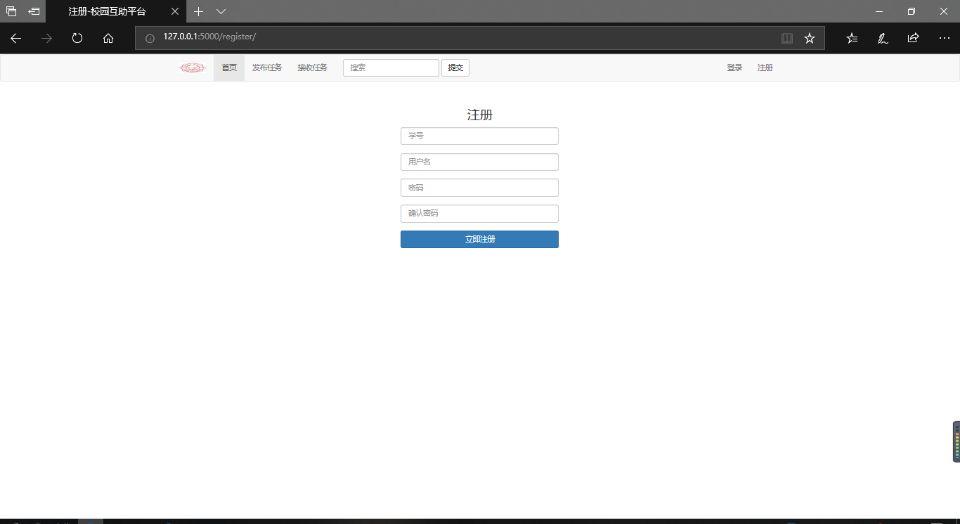 注册-校园互助平台
127.0.0.1:5000/register/
首页 发布任务 接收任务 搜索 提交 登录 注册
注册
学号
用户名
密码
确认密码
立即注册